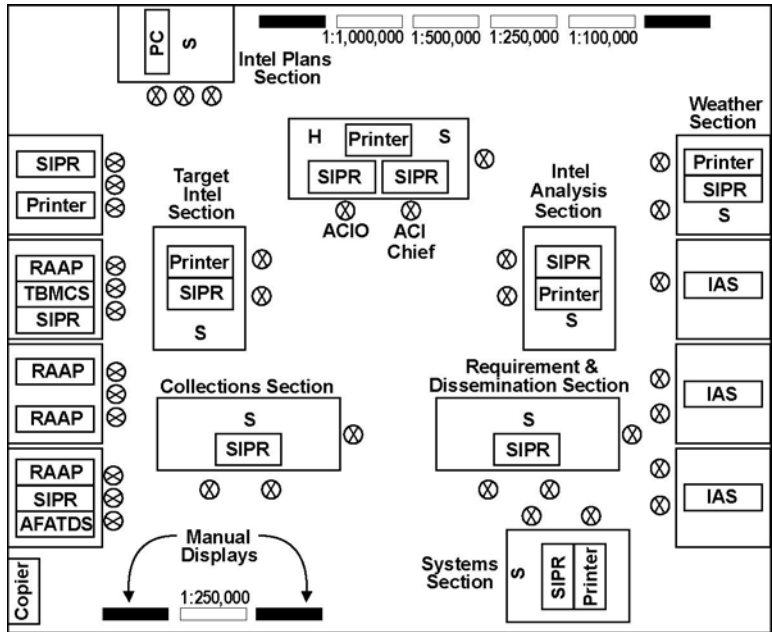 PC
S
Intel Plans
Section
1:1,000,000
1:500,000
1:250,000
1:100,000
H
Printer
S
SIPR
SIPR
ACIO
ACI
Chief
Weather
Section
Printer
SIPR
S
SIPR
Printer
Target
Intel
Section
Printer
SIPR
S
Intel
Analysis
Section
SIPR
Printer
S
RAAP
TBMCS
SIPR
IAS
RAAP
RAAP
Collections Section
S
SIPR
Requirement &
Dissemination Section
S
SIPR
IAS
RAAP
SIPR
AFATDS
IAS
Copier
Manual
Displays
1:250,000
Systems
Section
S
SIPR
Printer